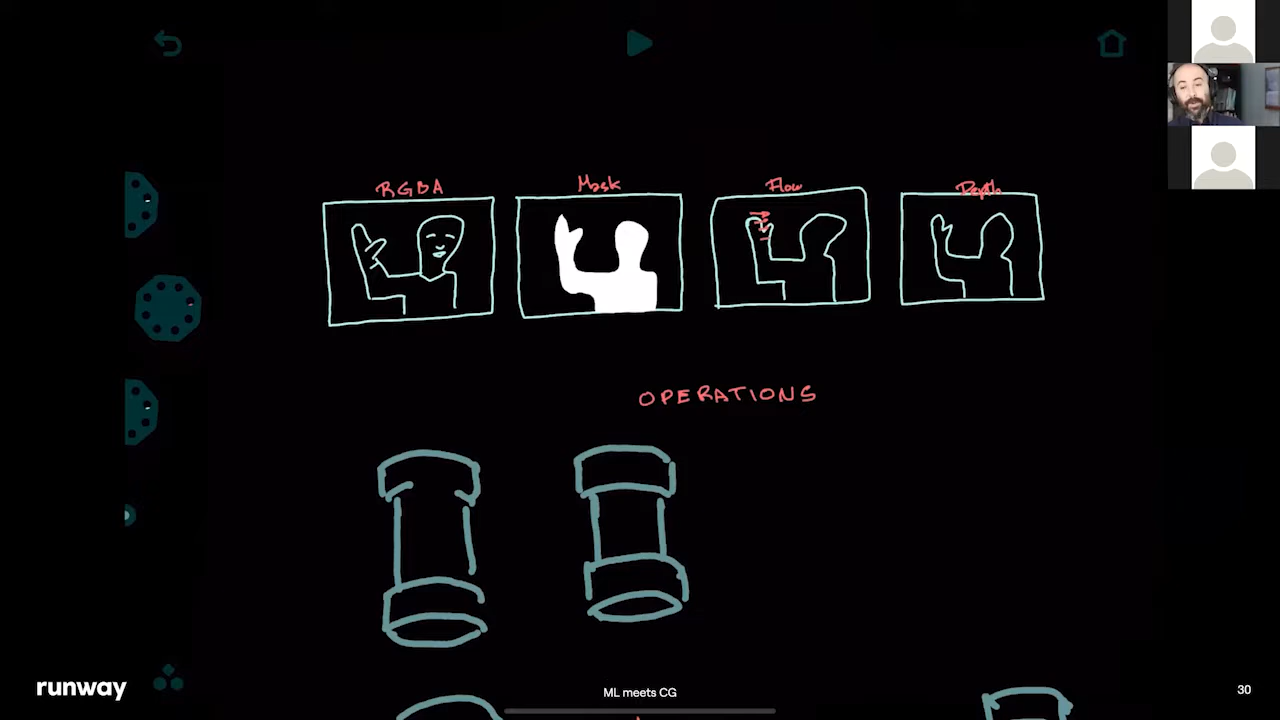 RGBA
Mask
Flow
Depth
OPERATIONS
runway
ML meets CG
30